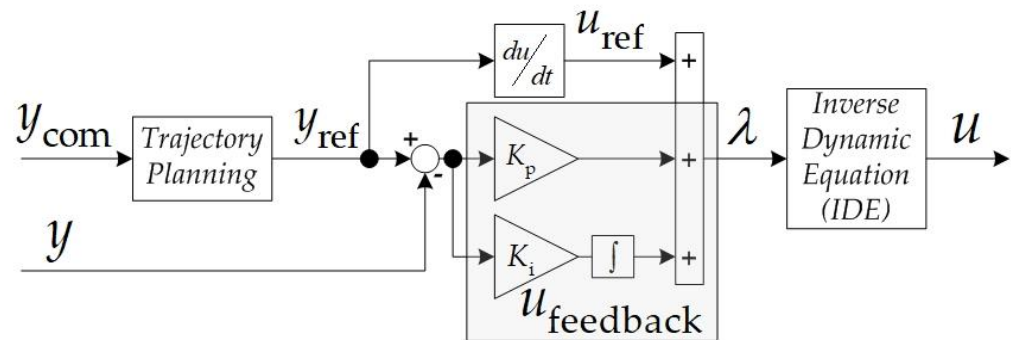 u_ref
du/dt
+
y_com
Trajectory
Planning
y_ref
+
-
K_p
+
λ
Inverse
Dynamic
Equation
(IDE)
u
y
K_i
∫
+
u_feedback